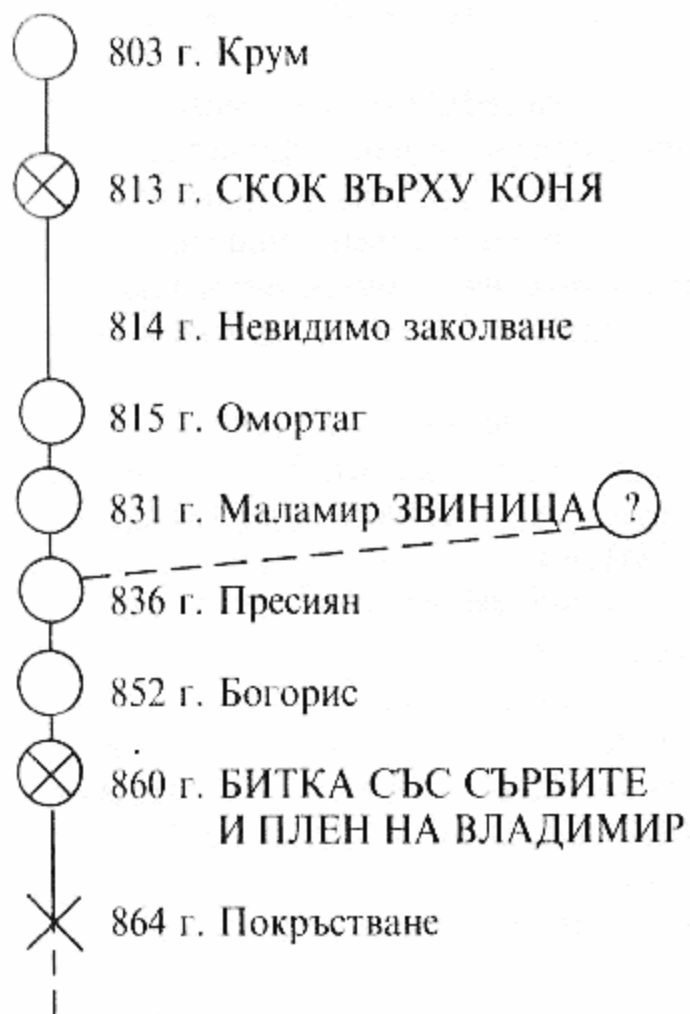 803 г. Крум
813 г. СКОК ВЪРХУ КОНЯ
814 г. Невидимо заколване
815 г. Омортаг
831 г. Маламир ЗВИНИЦА ?
836 г. Пресиян
852 г. Богорис
860 г. БИТКА СЪС СЪРБИТЕ
И ПЛЕН НА ВЛАДИМИР
864 г. Покръстване